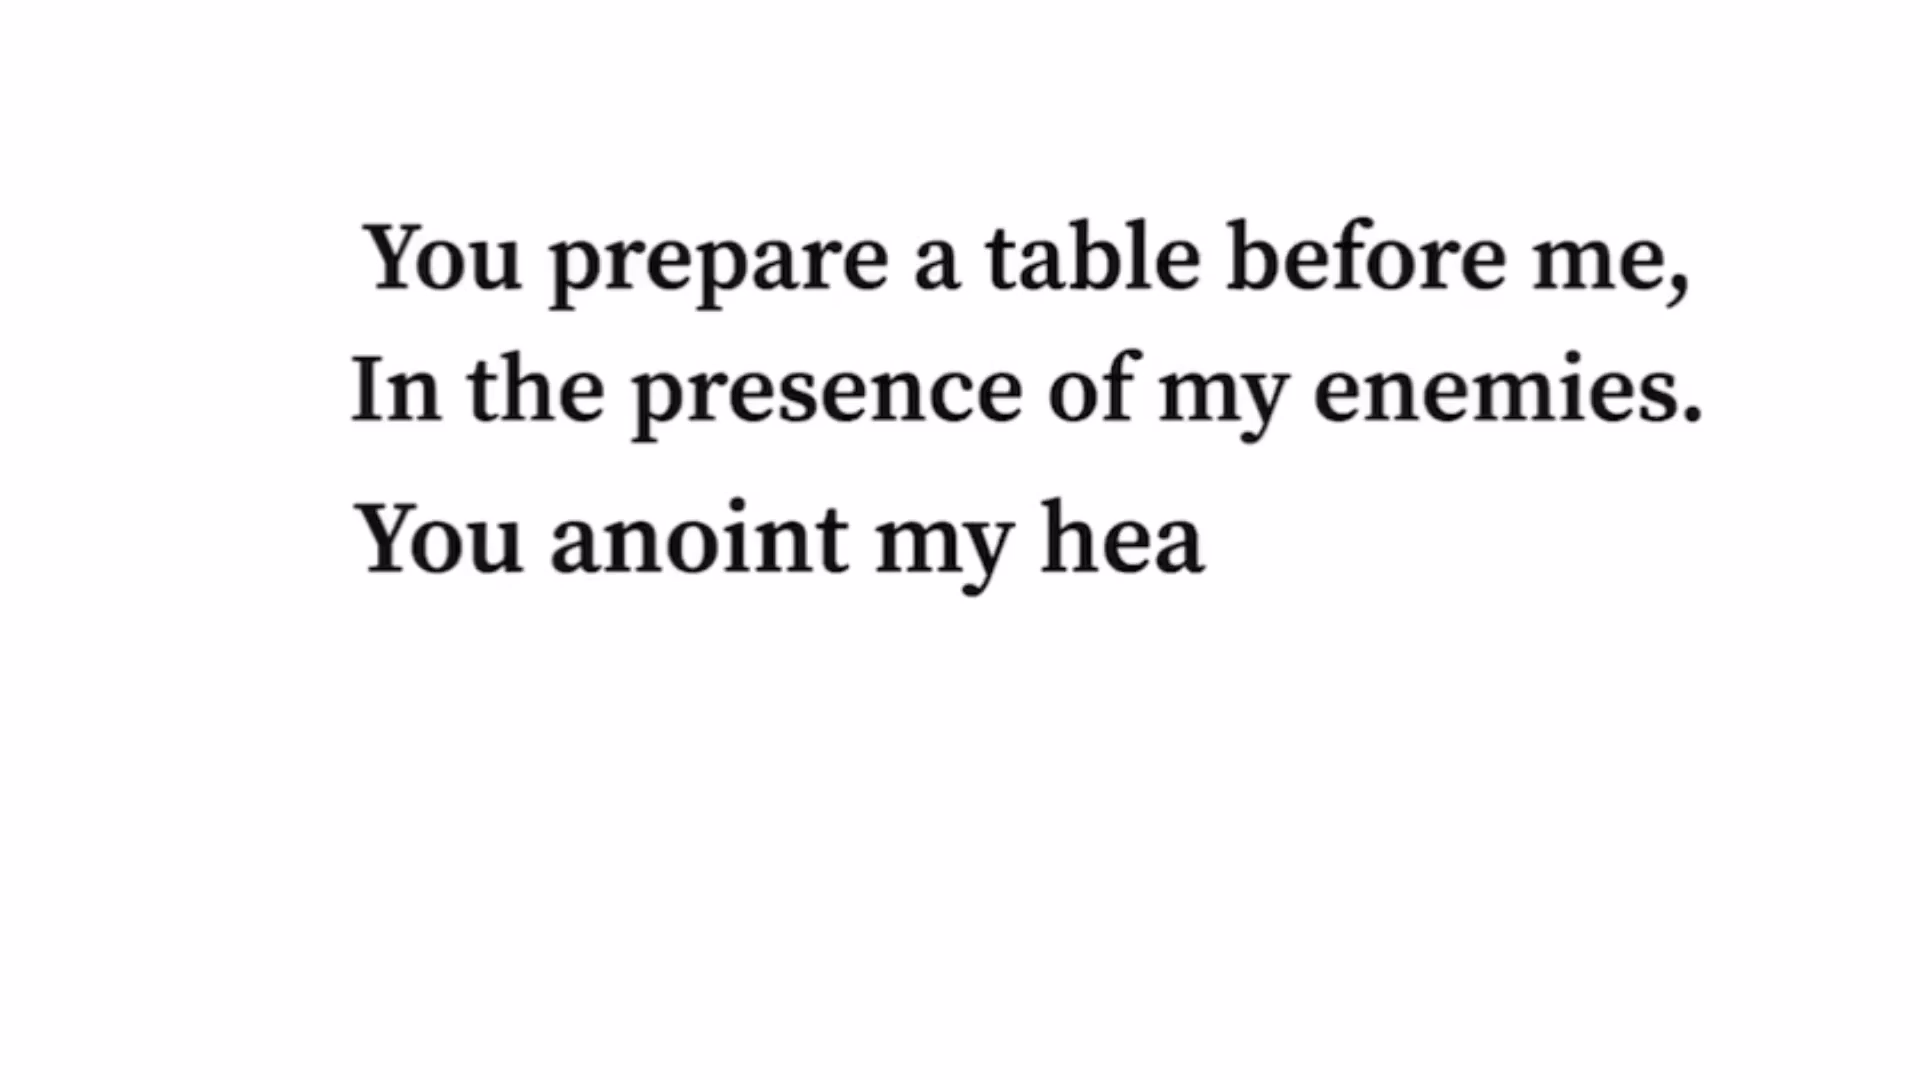 You prepare a table before me,
In the presence of my enemies.
You anoint my hea